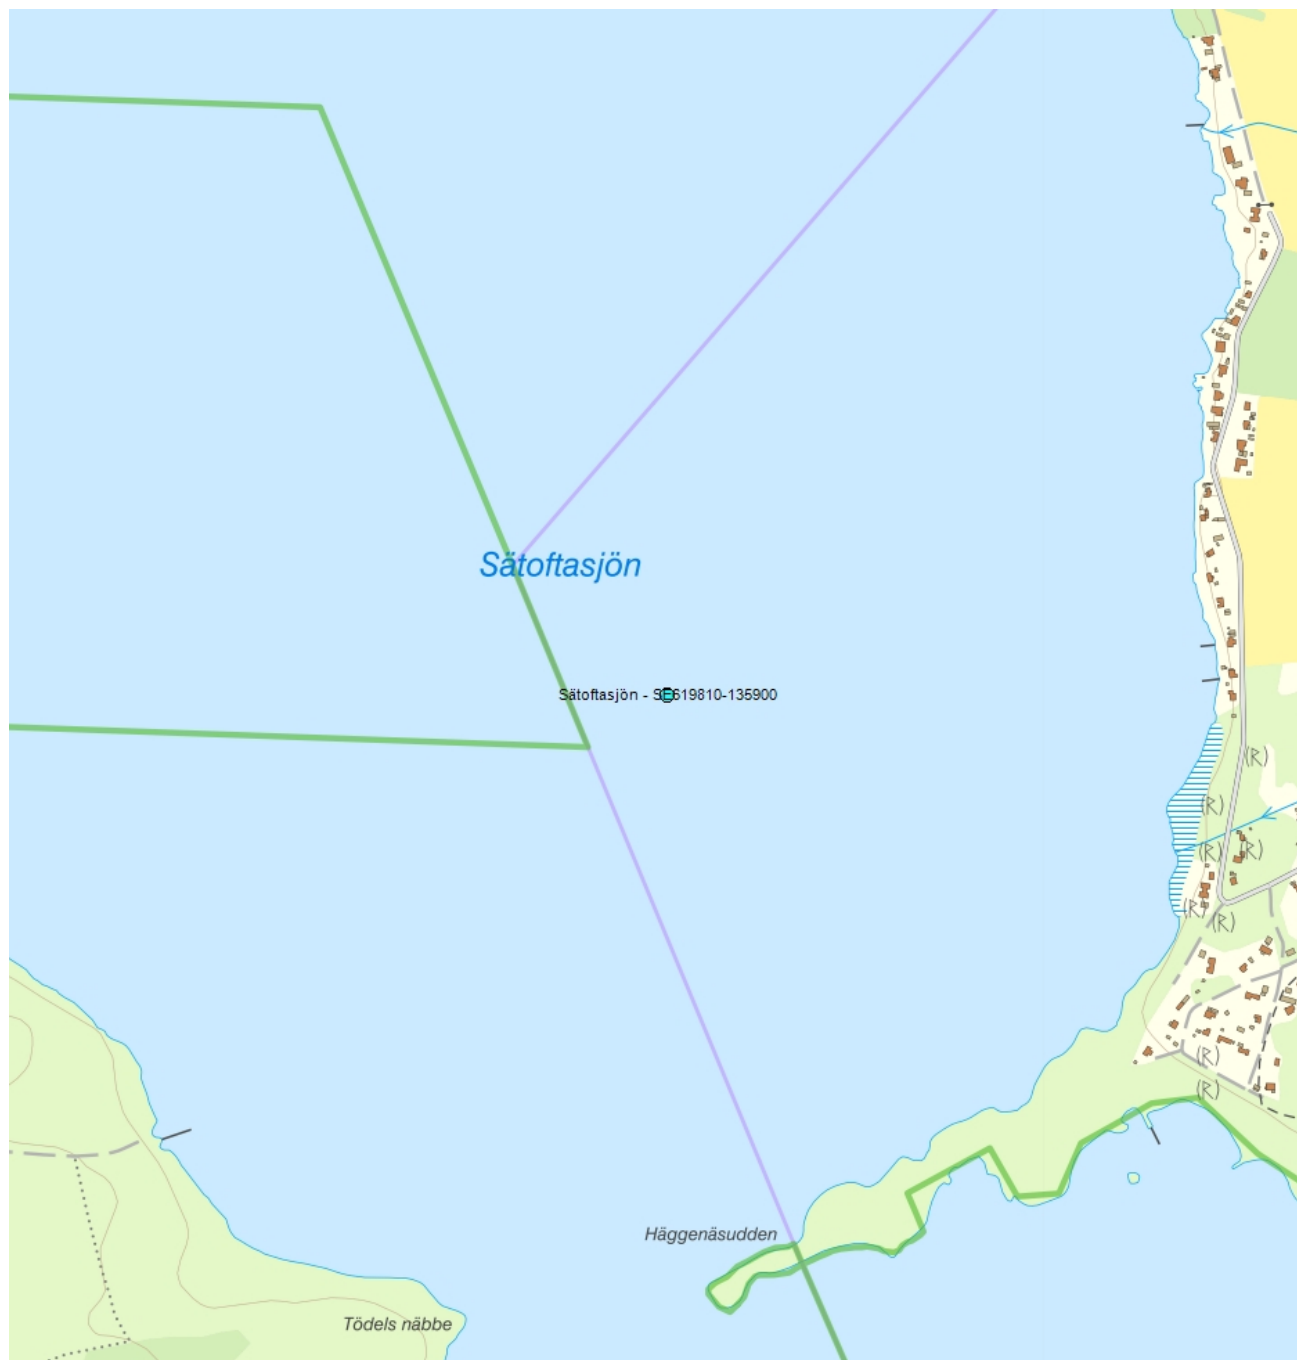 Sätoftasjön
Sätoftasjön - SE619810-135900
(R)
(R)
(R)
(R)
(R)
(R)
(R)
(R)
Häggenäsudden
Tödels näbbe